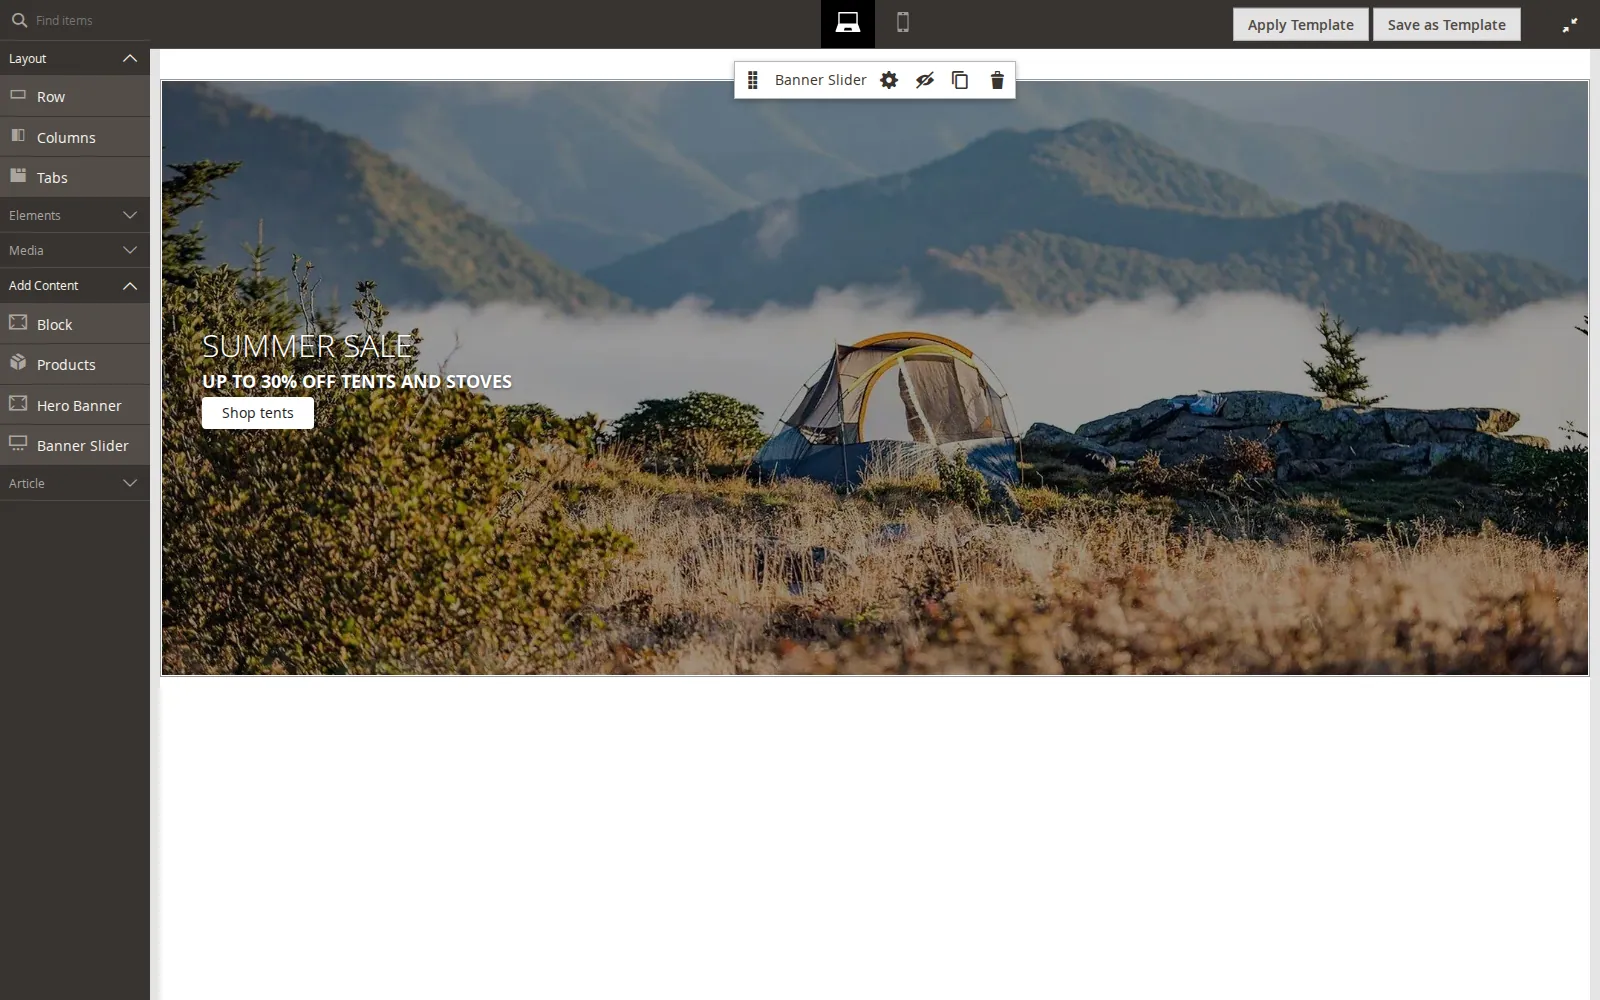 Find items
Apply Template
Save as Template
Layout
Row
Columns
Tabs
Elements
Media
Add Content
Block
Products
Hero Banner
Banner Slider
Article
Banner Slider
SUMMER SALE
UP TO 30% OFF TENTS AND STOVES
Shop tents